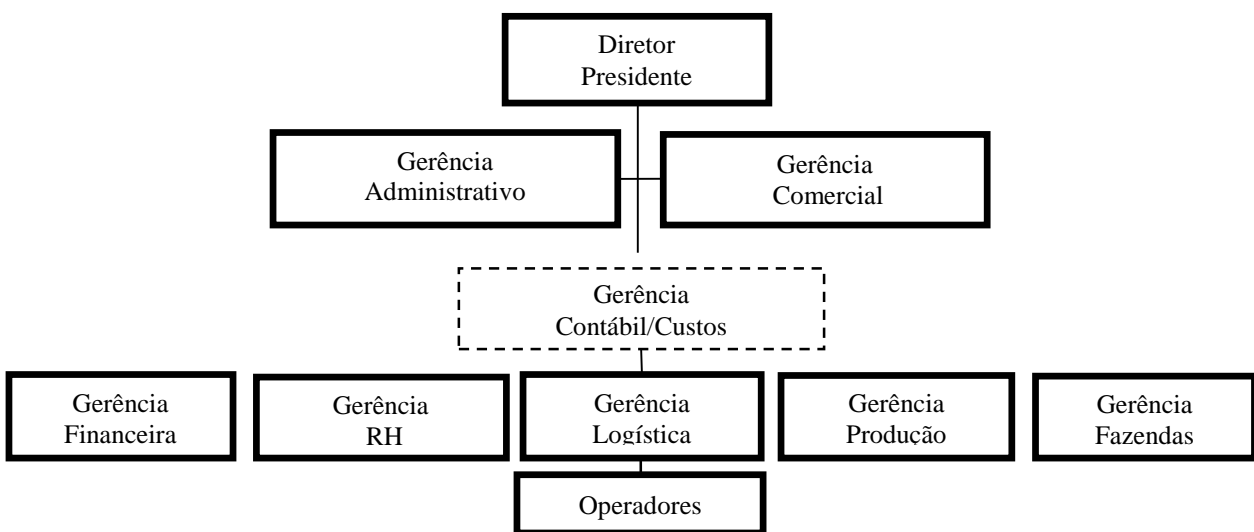 Diretor
Presidente
Gerência
Administrativo
Gerência
Comercial
Gerência
Contábil/Custos
Gerência
Financeira
Gerência
RH
Gerência
Logística
Gerência
Produção
Gerência
Fazendas
Operadores